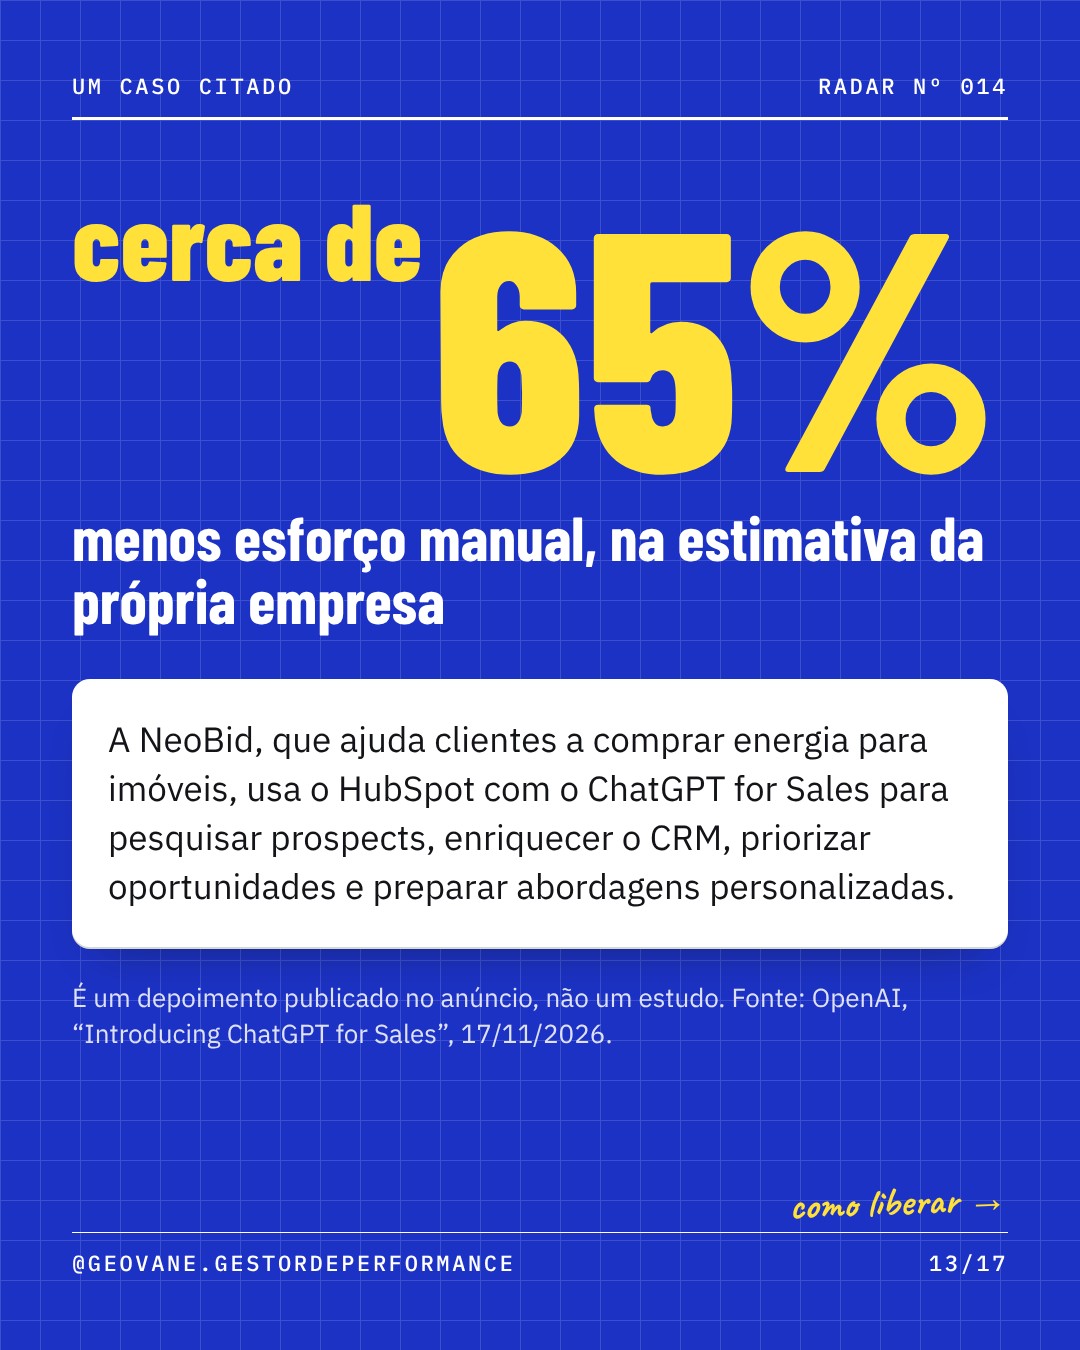 UM CASO CITADO
RADAR Nº 014
cerca de 65%
menos esforço manual, na estimativa da
própria empresa
A NeoBid, que ajuda clientes a comprar energia para
imóveis, usa o HubSpot com o ChatGPT for Sales para
pesquisar prospects, enriquecer o CRM, priorizar
oportunidades e preparar abordagens personalizadas.
É um depoimento publicado no anúncio, não um estudo. Fonte: OpenAI,
“Introducing ChatGPT for Sales”, 17/11/2026.
como liberar →
@GEOVANE.GESTORDEPERFORMANCE
13/17